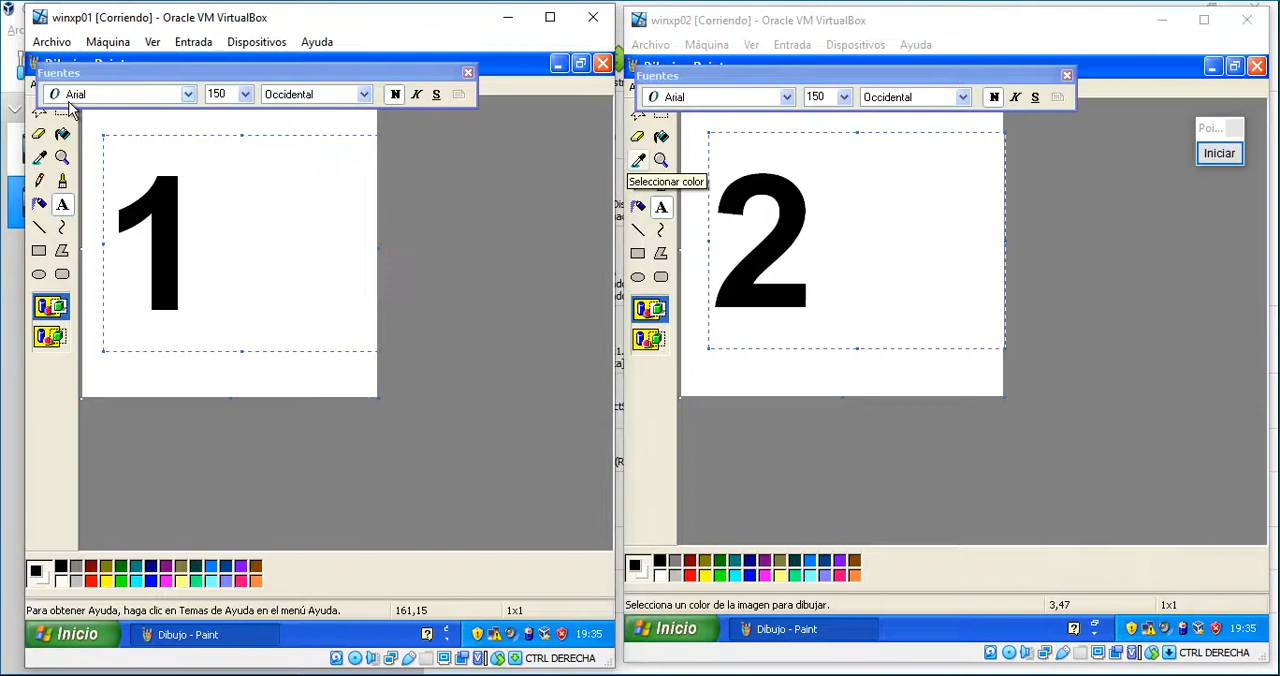 winxp01 [Corriendo] - Oracle VM VirtualBox
Archivo Máquina Ver Entrada Dispositivos Ayuda
Fuentes
Arial 150 Occidental N K S
1
Para obtener Ayuda, haga clic en Temas de Ayuda en el menú Ayuda. 161,15 1x1
Inicio Dibujo - Paint 19:35
CTRL DERECHA
winxp02 [Corriendo] - Oracle VM VirtualBox
Archivo Máquina Ver Entrada Dispositivos Ayuda
Fuentes
Arial 150 Occidental N K S
Poi...
Iniciar
Seleccionar color
A
2
Selecciona un color de la imagen para dibujar. 3,47 1x1
Inicio Dibujo - Paint 19:35
CTRL DERECHA